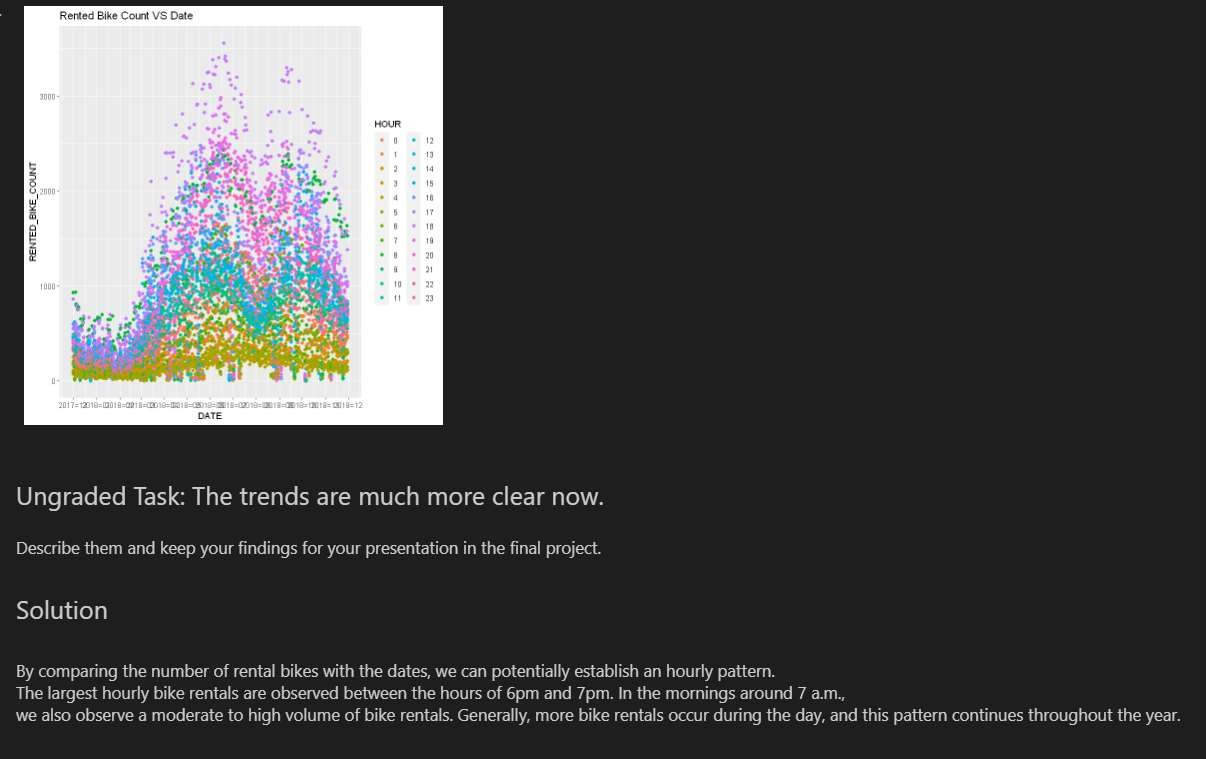 Rented Bike Count VS Date
3000
2000
1000
0
RENTED_BIKE_COUNT
DATE
HOUR
0 12
1 13
2 14
3 15
4 16
5 17
6 18
7 19
8 20
9 21
10 22
11 23
Ungraded Task: The trends are much more clear now.
Describe them and keep your findings for your presentation in the final project.
Solution
By comparing the number of rental bikes with the dates, we can potentially establish an hourly pattern.
The largest hourly bike rentals are observed between the hours of 6pm and 7pm. In the mornings around 7 a.m.,
we also observe a moderate to high volume of bike rentals. Generally, more bike rentals occur during the day, and this pattern continues throughout the year.